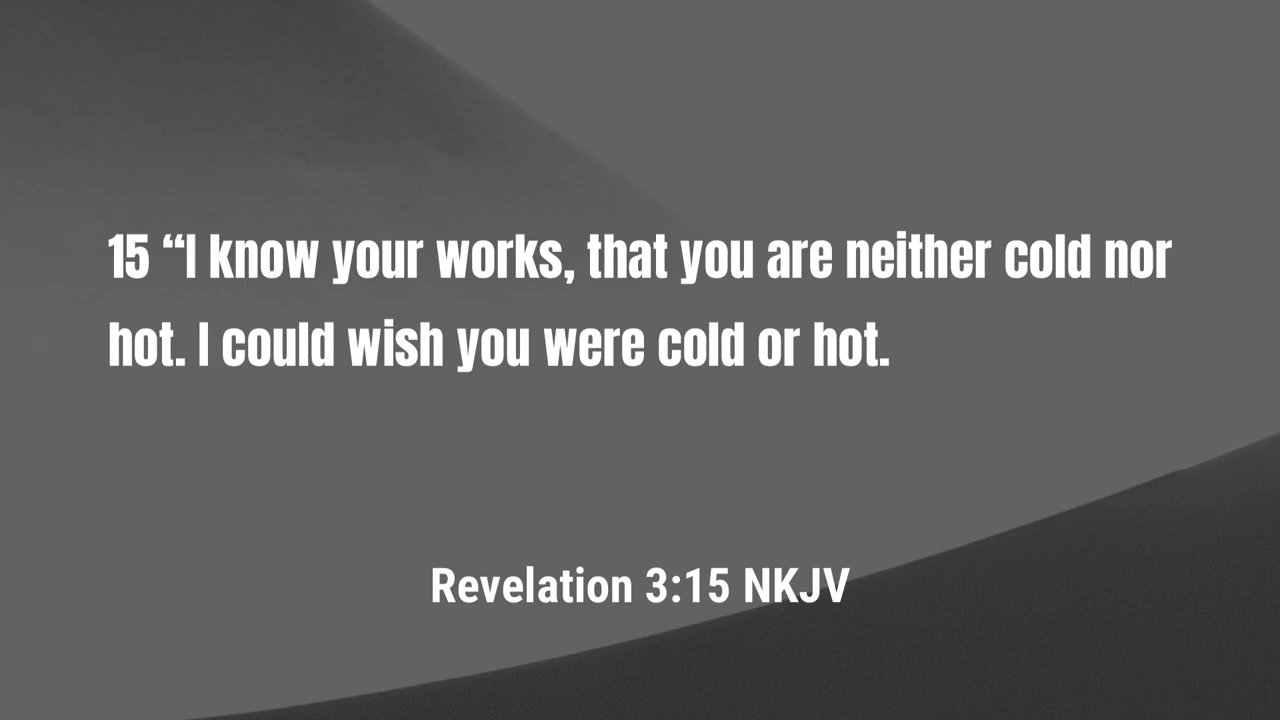 15 “I know your works, that you are neither cold nor
hot. I could wish you were cold or hot.
Revelation 3:15 NKJV